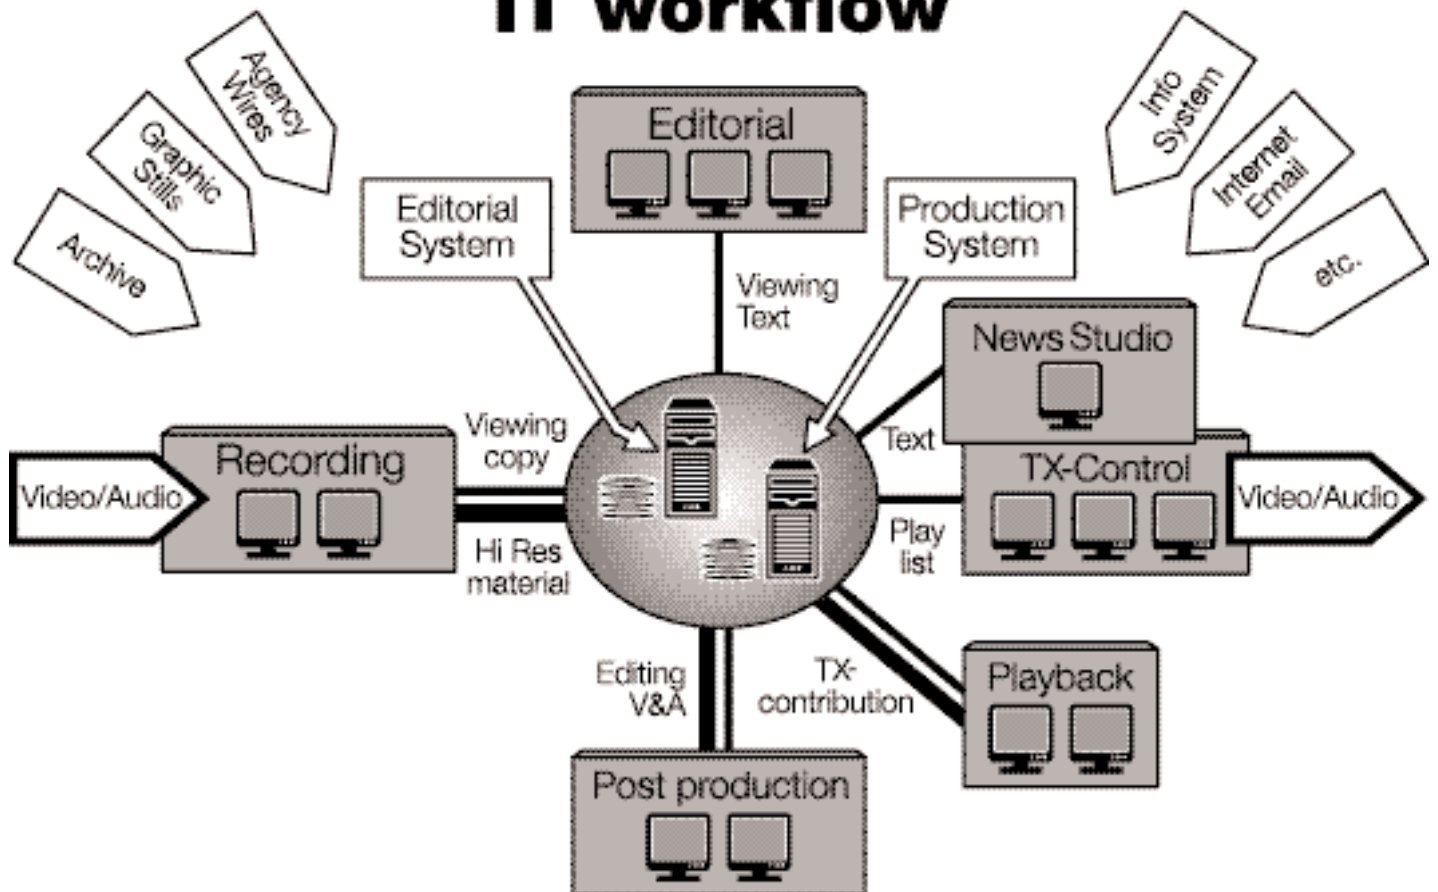 IT workflow
Agency
Wires
Graphic
Stills
Archive
Info
System
Internet
Email
etc.
Editorial
Editorial
System
Production
System
Viewing
Text
News Studio
Text
Viewing
copy
Recording
Video/Audio
Hi Res
material
TX-Control
Video/Audio
Play
list
Editing
V&A
TX-
contribution
Playback
Post production